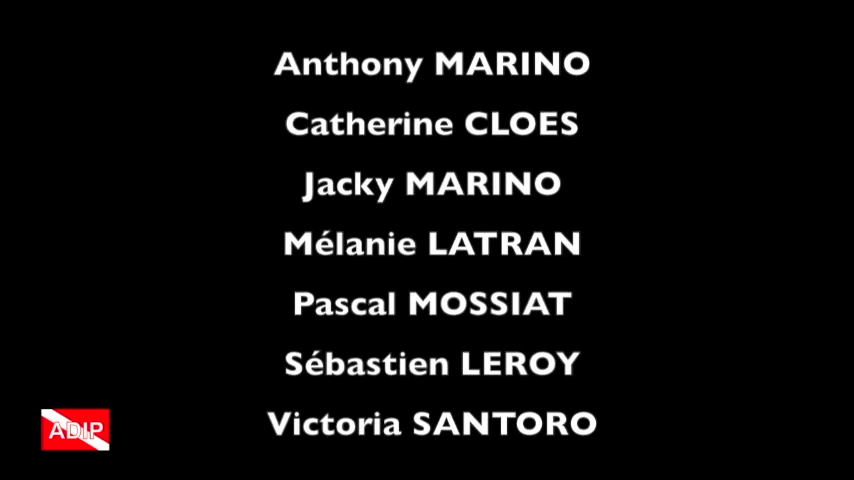 Anthony MARINO
Catherine CLOES
Jacky MARINO
Mélanie LATRAN
Pascal MOSSIAT
Sébastien LEROY
Victoria SANTORO
ADIP